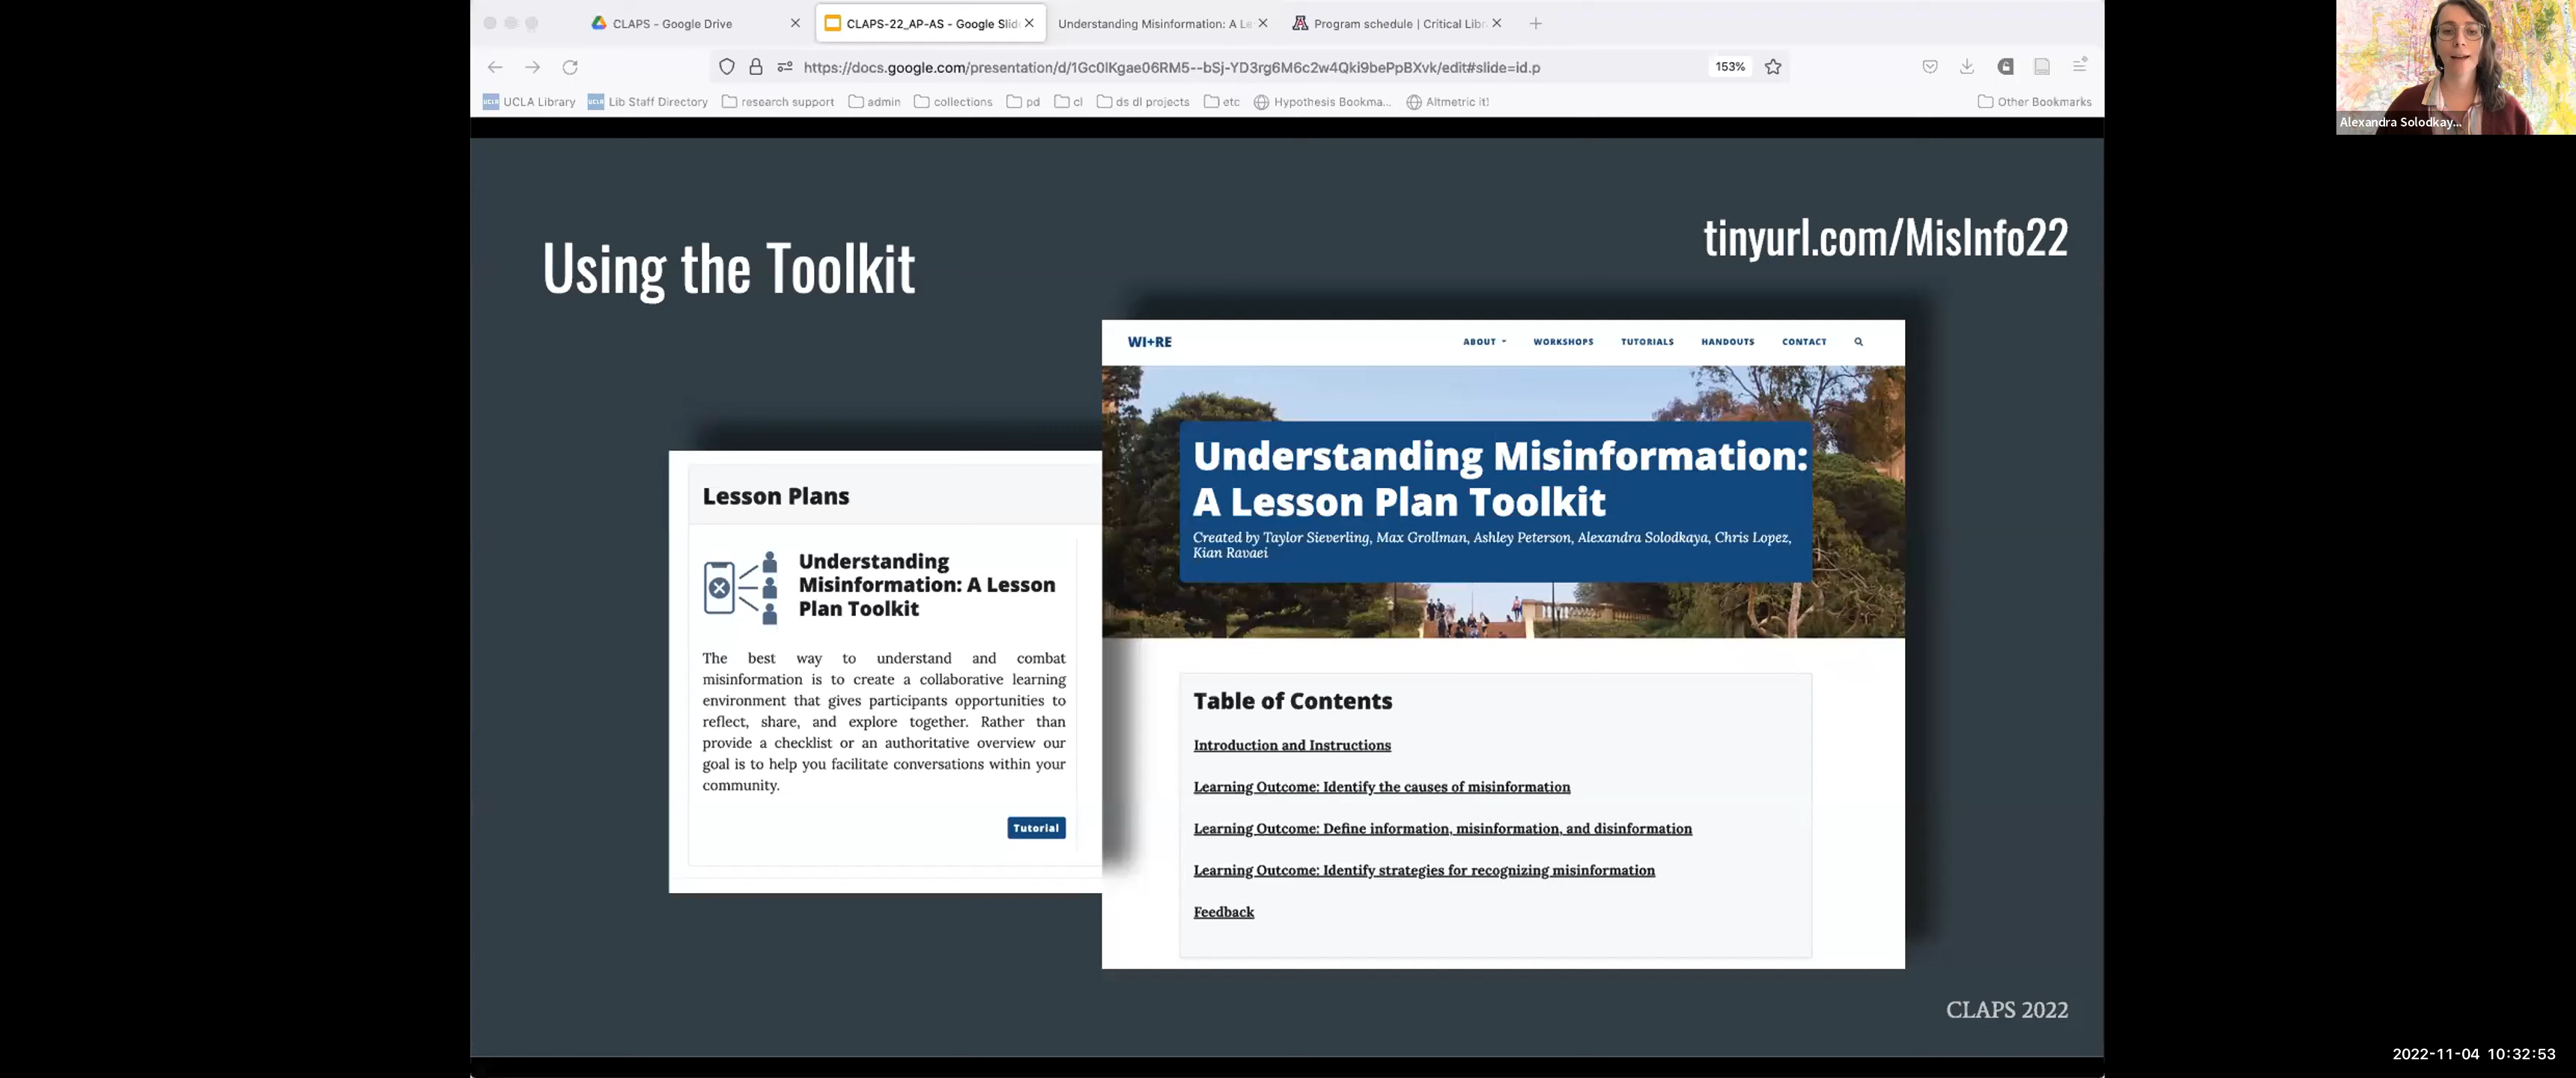 CLAPS - Google Drive
CLAPS-22_AP-AS - Google Slid
Understanding Misinformation: A Le
Program schedule | Critical Libr
https://docs.google.com/presentation/d/1Gc0lKgae06RM5--bSj-YD3rg6M6c2w4Qki9bePpBXvk/edit#slide=id.p
153%
UCLA Library
Lib Staff Directory
research support
admin
collections
pd
cl
ds dl projects
etc
Hypothesis Bookma...
Altmetric it!
Other Bookmarks
Alexandra Solodkay...
Using the Toolkit
tinyurl.com/MisInfo22
Lesson Plans
Understanding
Misinformation: A Lesson
Plan Toolkit
The best way to understand and combat
misinformation is to create a collaborative learning
environment that gives participants opportunities to
reflect, share, and explore together. Rather than
provide a checklist or an authoritative overview our
goal is to help you facilitate conversations within your
community.
Tutorial
WI+RE
ABOUT
WORKSHOPS
TUTORIALS
HANDOUTS
CONTACT
Understanding Misinformation:
A Lesson Plan Toolkit
Created by Taylor Sieverling, Max Grollman, Ashley Peterson, Alexandra Solodkaya, Chris Lopez,
Kian Ravaei
Table of Contents
Introduction and Instructions
Learning Outcome: Identify the causes of misinformation
Learning Outcome: Define information, misinformation, and disinformation
Learning Outcome: Identify strategies for recognizing misinformation
Feedback
CLAPS 2022
2022-11-04 10:32:53